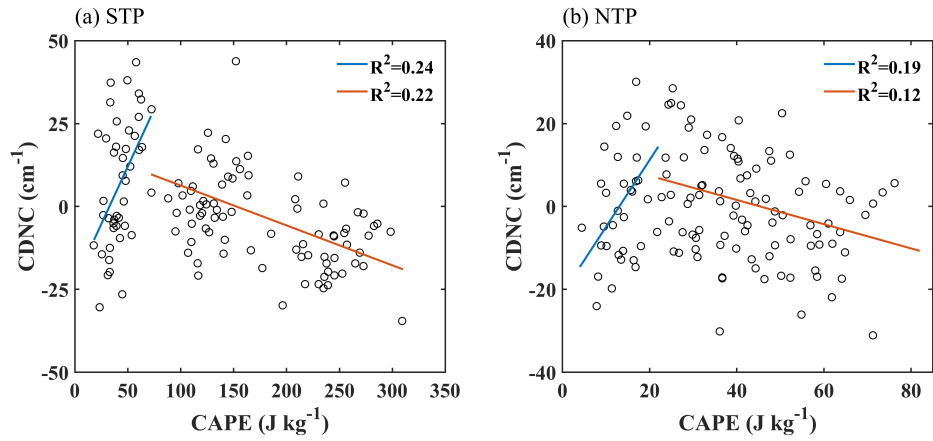 (a) STP
R²=0.24
R²=0.22
50
25
0
-25
-50
CDNC (cm⁻¹)
0
50
100
150
200
250
300
350
CAPE (J kg⁻¹)
(b) NTP
R²=0.19
R²=0.12
40
20
0
-20
-40
CDNC (cm⁻¹)
0
20
40
60
80
CAPE (J kg⁻¹)